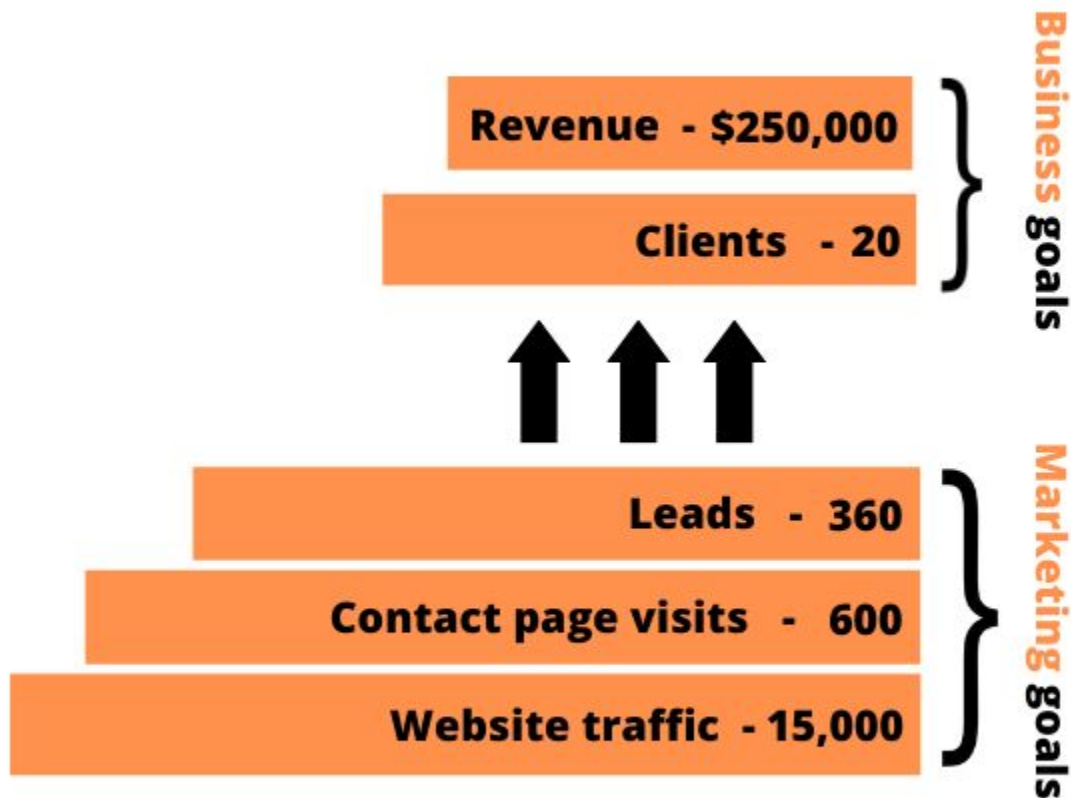 Business goals
Revenue - $250,000
Clients - 20
Marketing goals
Leads - 360
Contact page visits - 600
Website traffic - 15,000